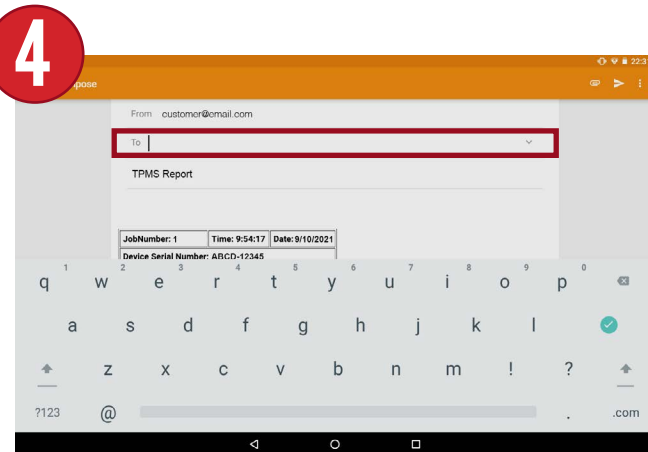 4
22:3
pose
From customer@email.com
To
TPMS Report
JobNumber: 1 Time: 9:54:17 Date: 9/10/2021
Device Serial Number: ABCD-12345
1 2 3 4 5 6 7 8 9 0
q w e r t y u i o p
a s d f g h j k l
z x c v b n m ! ?
?123 @ . .com